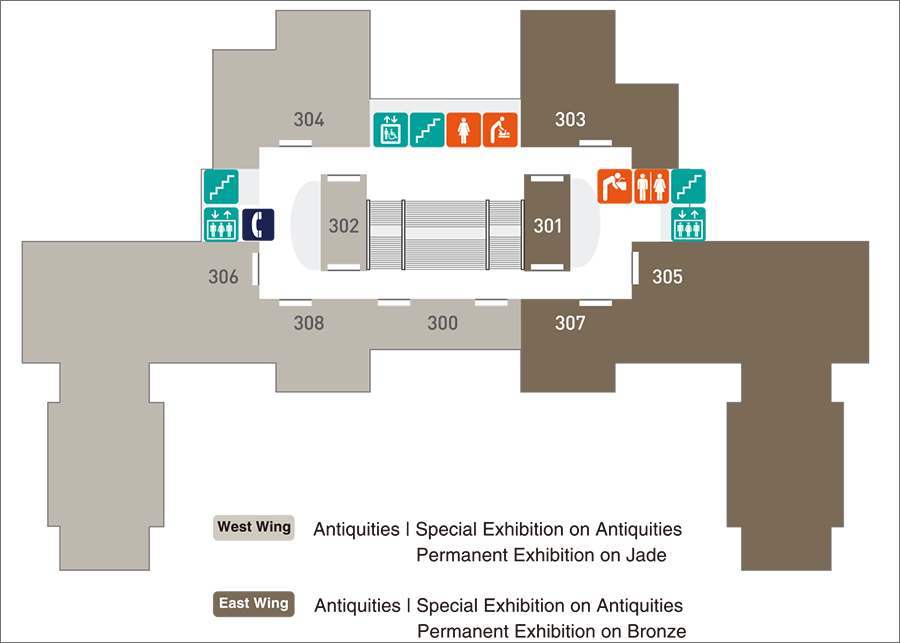 304
303
302
301
306
305
308
300
307
West Wing
Antiquities | Special Exhibition on Antiquities
Permanent Exhibition on Jade
East Wing
Antiquities | Special Exhibition on Antiquities
Permanent Exhibition on Bronze